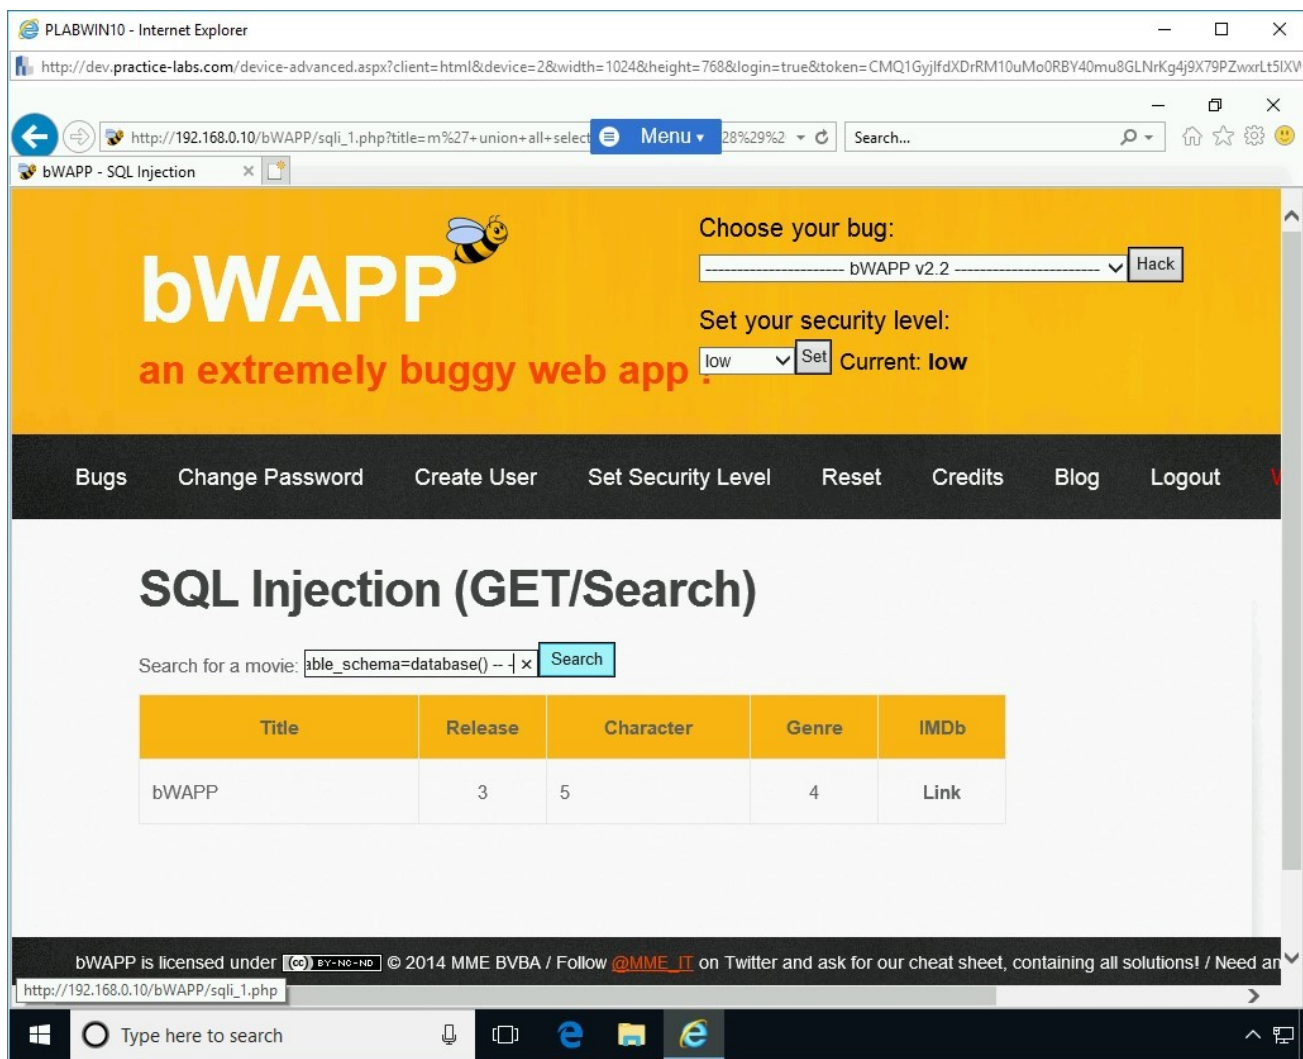 PLABWIN10 - Internet Explorer
http://dev.practice-labs.com/device-advanced.aspx?client=html&device=2&width=1024&height=768&login=true&token=CMQ1GyjlfdXDrRM10uMo0RBY40mu8GLNrKg4j9X79PZwxrLt5IXW
http://192.168.0.10/bWAPP/sqli_1.php?title=m%27+union+all+select Menu 28%29%2 Search...
bWAPP - SQL Injection
Choose your bug:
bWAPP
---------------------- bWAPP v2.2 ----------------------- Hack
Set your security level:
an extremely buggy web app !
low Set Current: low
Bugs Change Password Create User Set Security Level Reset Credits Blog Logout W
SQL Injection (GET/Search)
Search for a movie: able_schema=database() -- - Search
Title Release Character Genre IMDb
bWAPP 3 5 4 Link
bWAPP is licensed under (cc) BY-NC-ND © 2014 MME BVBA / Follow @MME_IT on Twitter and ask for our cheat sheet, containing all solutions! / Need an
http://192.168.0.10/bWAPP/sqli_1.php
Type here to search